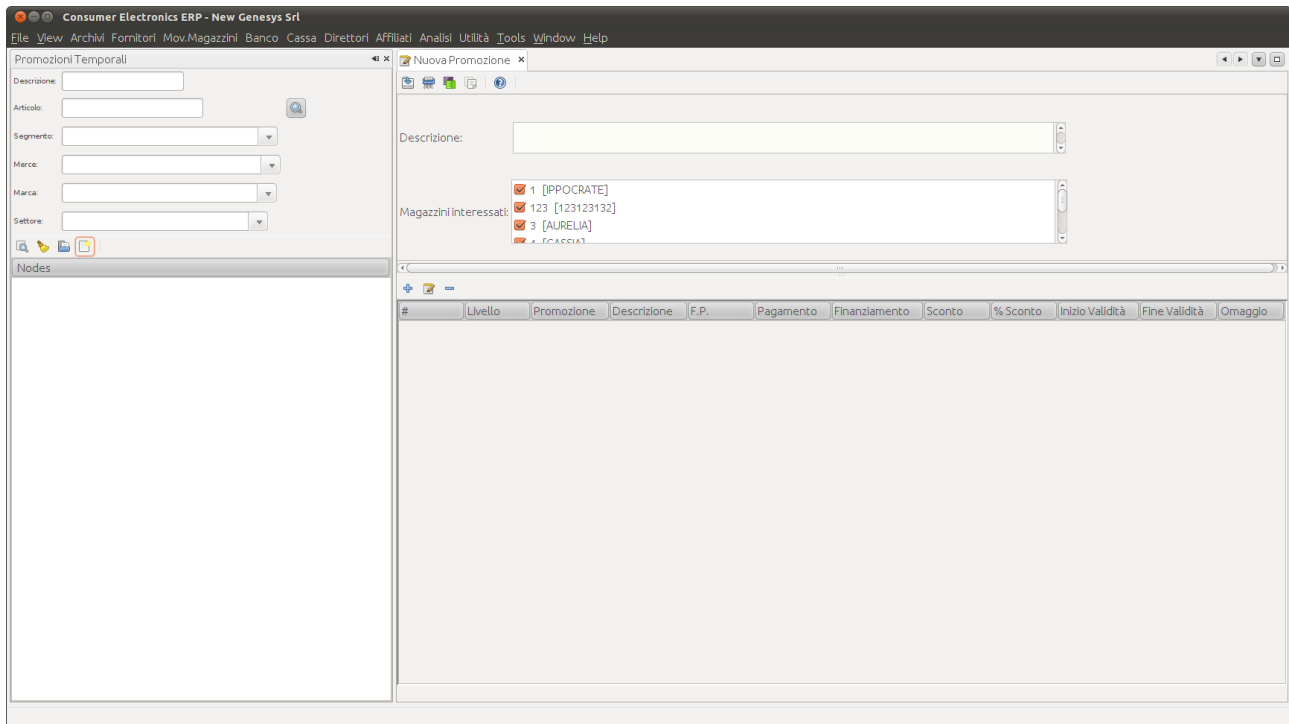 Consumer Electronics ERP - New Genesys Srl
File View Archivi Fornitori Mov.Magazzini Banco Cassa Direttori Affiliati Analisi Utilità Tools Window Help
Promozioni Temporali
Descrizione:
Articolo:
Segmento:
Merce:
Marca:
Settore:
Nodes
Nuova Promozione
Descrizione:
Magazzini interessati:
1 [IPPOCRATE]
123 [123123132]
3 [AURELIA]
4 [CASSIA]
# Livello Promozione Descrizione F.P. Pagamento Finanziamento Sconto % Sconto Inizio Validità Fine Validità Omaggio